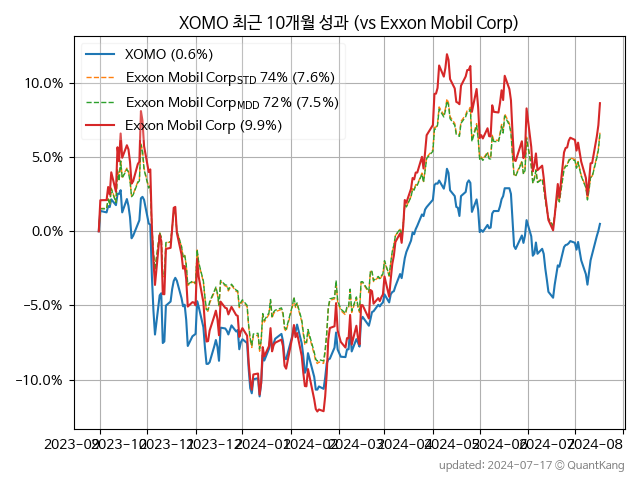 XOMO 최근 10개월 성과 (vs Exxon Mobil Corp)
XOMO (0.6%)
Exxon Mobil CorpSTD 74% (7.6%)
Exxon Mobil CorpMDD 72% (7.5%)
Exxon Mobil Corp (9.9%)
10.0%
5.0%
0.0%
−5.0%
−10.0%
2023-09 2023-10 2023-11 2023-12 2024-01 2024-02 2024-03 2024-04 2024-05 2024-06 2024-07 2024-08
updated: 2024-07-17 © QuantKang